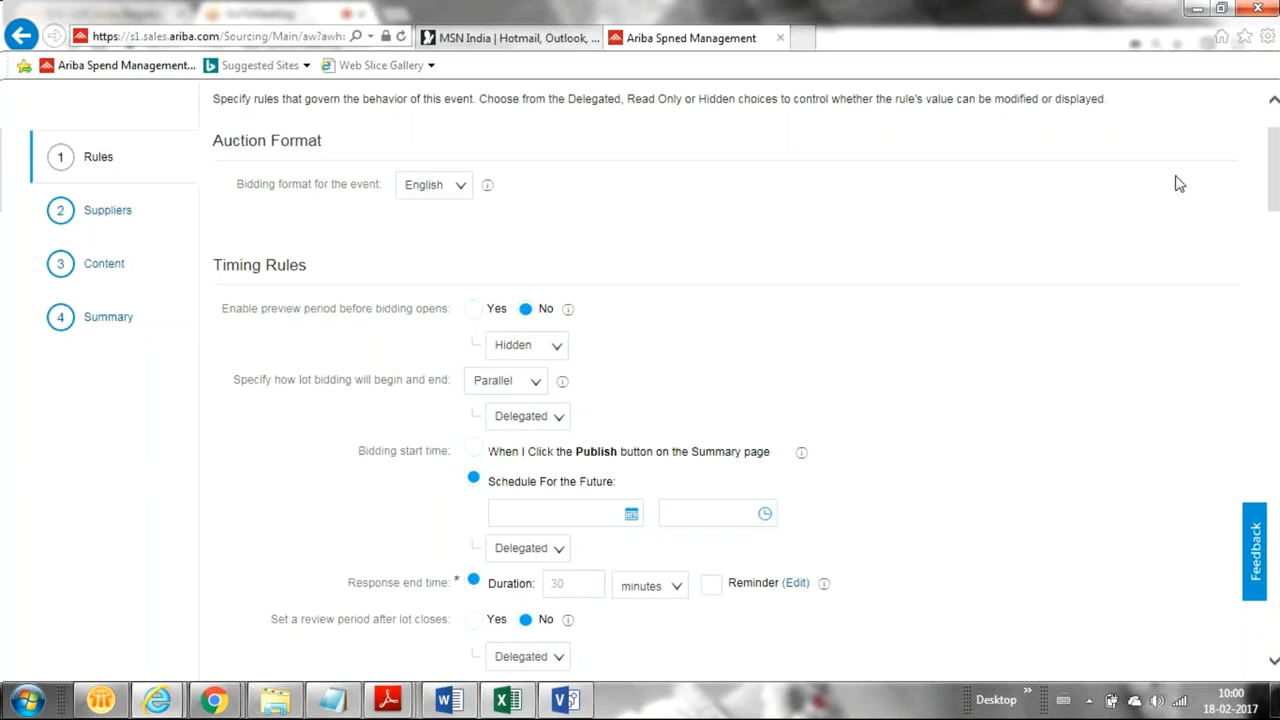 https://s1.sales.ariba.com/Sourcing/Main/aw?awh:
MSN India | Hotmail, Outlook, ...
Ariba Spned Management
Ariba Spend Management...
Suggested Sites
Web Slice Gallery
Specify rules that govern the behavior of this event. Choose from the Delegated, Read Only or Hidden choices to control whether the rule's value can be modified or displayed.
1 Rules
2 Suppliers
3 Content
4 Summary
Auction Format
Bidding format for the event: English
Timing Rules
Enable preview period before bidding opens: Yes No
Hidden
Specify how lot bidding will begin and end: Parallel
Delegated
Bidding start time: When I Click the Publish button on the Summary page
Schedule For the Future:
Delegated
Response end time: * Duration: 30 minutes Reminder (Edit)
Set a review period after lot closes: Yes No
Delegated
Feedback
Desktop
10:00
18-02-2017